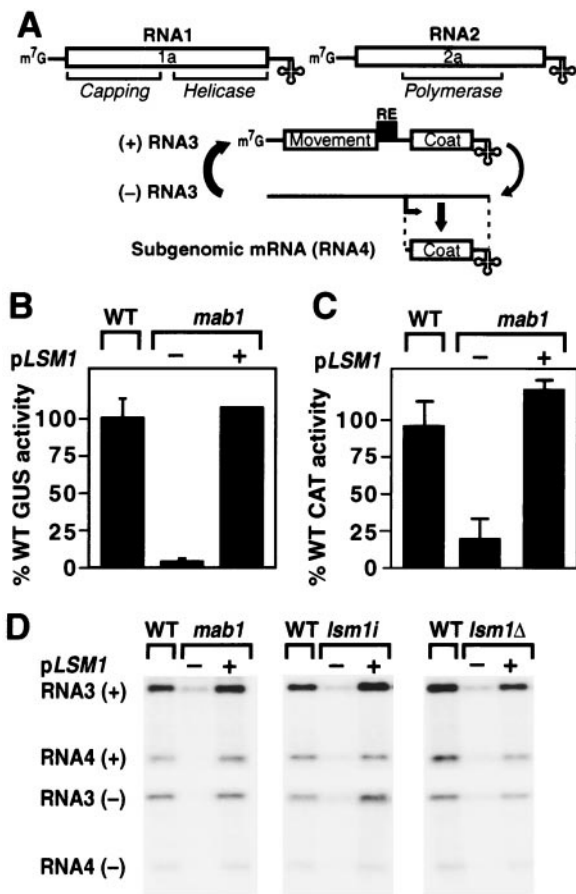 A
RNA1 RNA2
m7G 1a m7G 2a
Capping Helicase Polymerase
RE
(+) RNA3 m7G Movement Coat
(−) RNA3
Subgenomic mRNA (RNA4) Coat
B C
WT mab1 WT mab1
pLSM1 − + pLSM1 − +
% WT GUS activity % WT CAT activity
100 100
75 75
50 50
25 25
0 0
D WT mab1 WT lsm1i WT lsm1Δ
pLSM1 − + − + − +
RNA3 (+)
RNA4 (+)
RNA3 (−)
RNA4 (−)